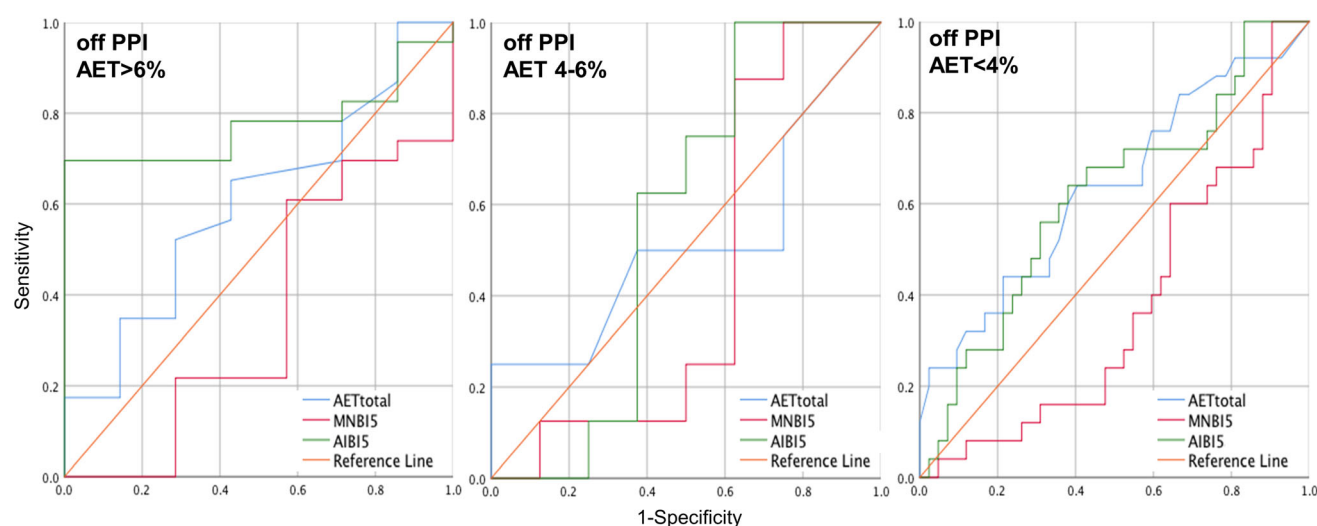 off PPI
AET>6%
off PPI
AET 4-6%
off PPI
AET<4%
Sensitivity
1.0
0.8
0.6
0.4
0.2
0.0
AETtotal
MNBI5
AIBI5
Reference Line
0.0 0.2 0.4 0.6 0.8 1.0
1.0
0.8
0.6
0.4
0.2
0.0
AETtotal
MNBI5
AIBI5
Reference Line
0.2 0.4 0.6 0.8 1.0
1.0
0.8
0.6
0.4
0.2
0.0
AETtotal
MNBI5
AIBI5
Reference Line
0.0 0.2 0.4 0.6 0.8 1.0
1-Specificity